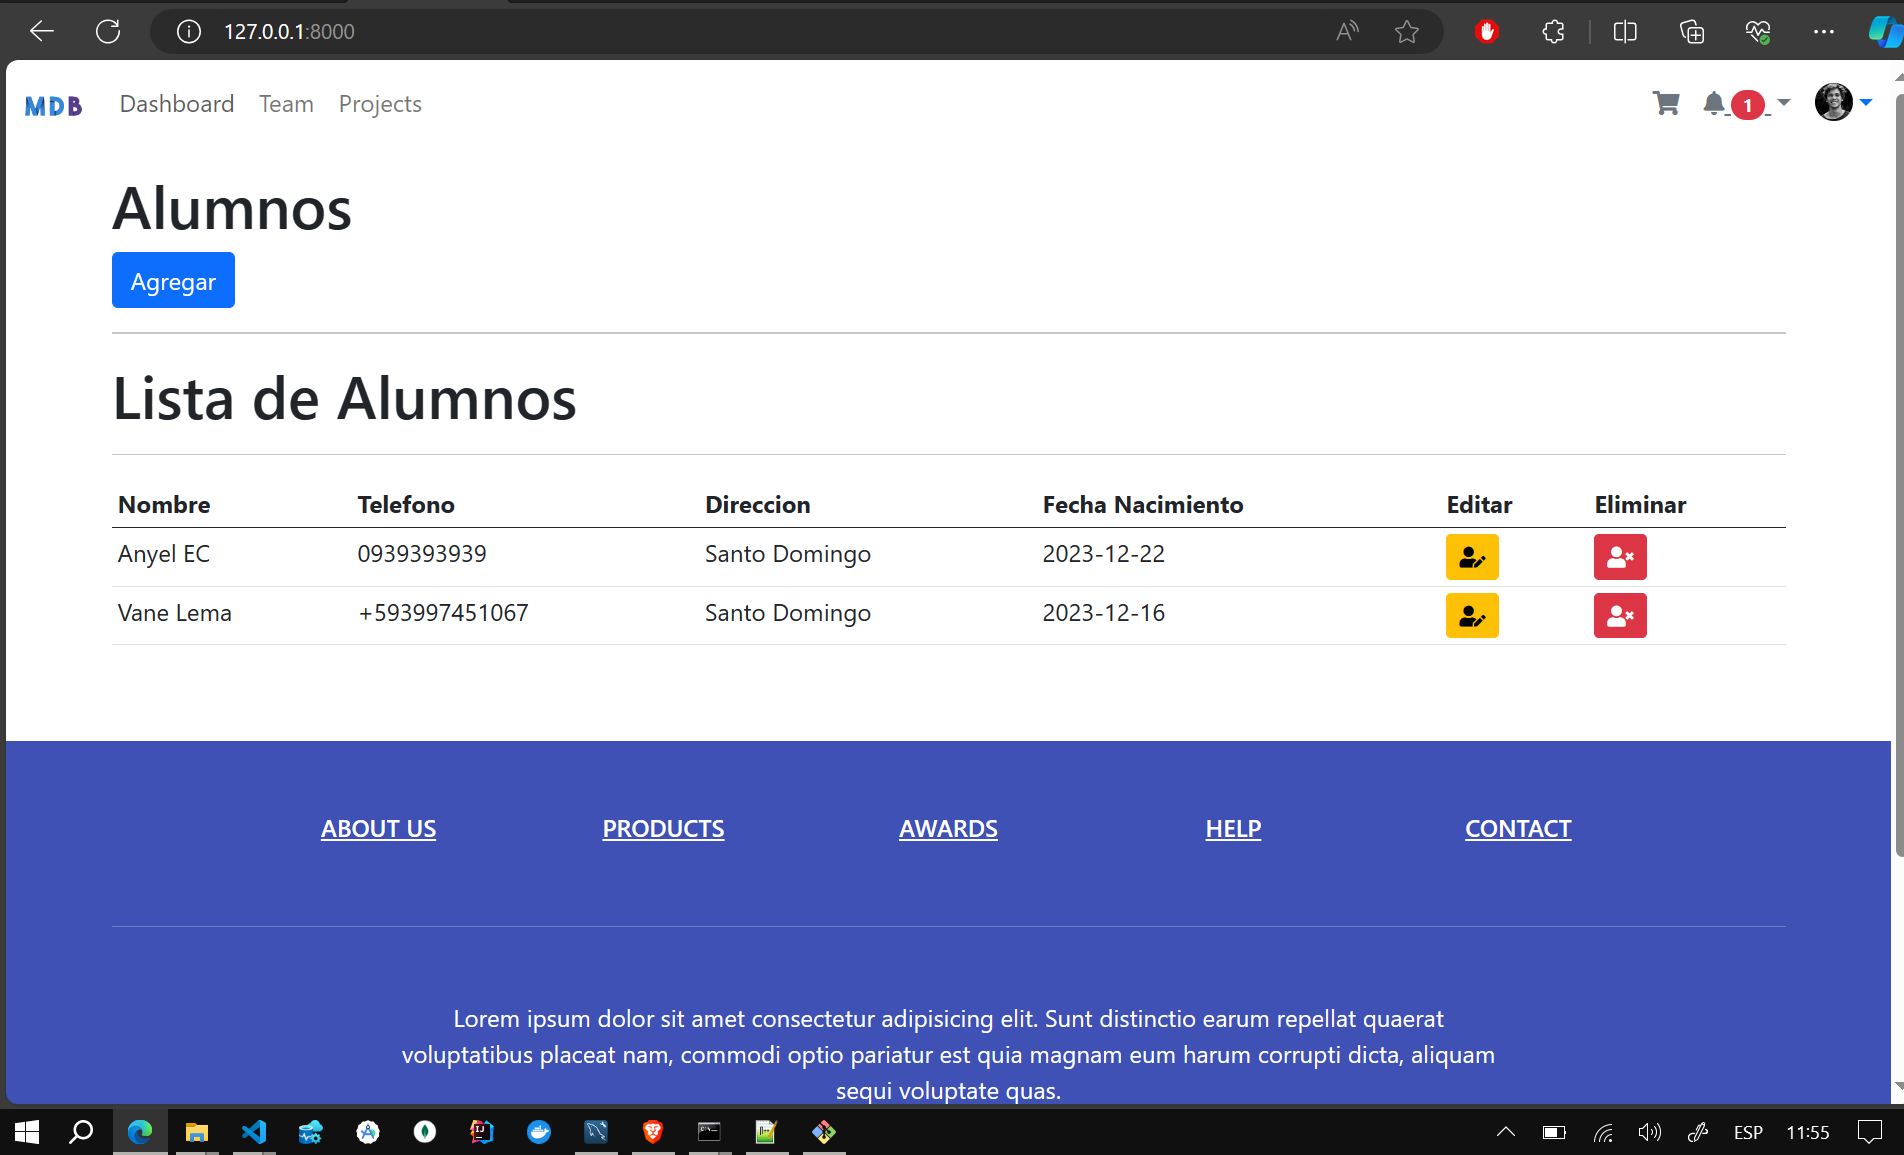 127.0.0.1:8000
MDB Dashboard Team Projects 1
Alumnos
Agregar
Lista de Alumnos
Nombre Telefono Direccion Fecha Nacimiento Editar Eliminar
Anyel EC 0939393939 Santo Domingo 2023-12-22
Vane Lema +593997451067 Santo Domingo 2023-12-16
ABOUT US PRODUCTS AWARDS HELP CONTACT
Lorem ipsum dolor sit amet consectetur adipisicing elit. Sunt distinctio earum repellat quaerat
voluptatibus placeat nam, commodi optio pariatur est quia magnam eum harum corrupti dicta, aliquam
sequi voluptate quas.
ESP 11:55